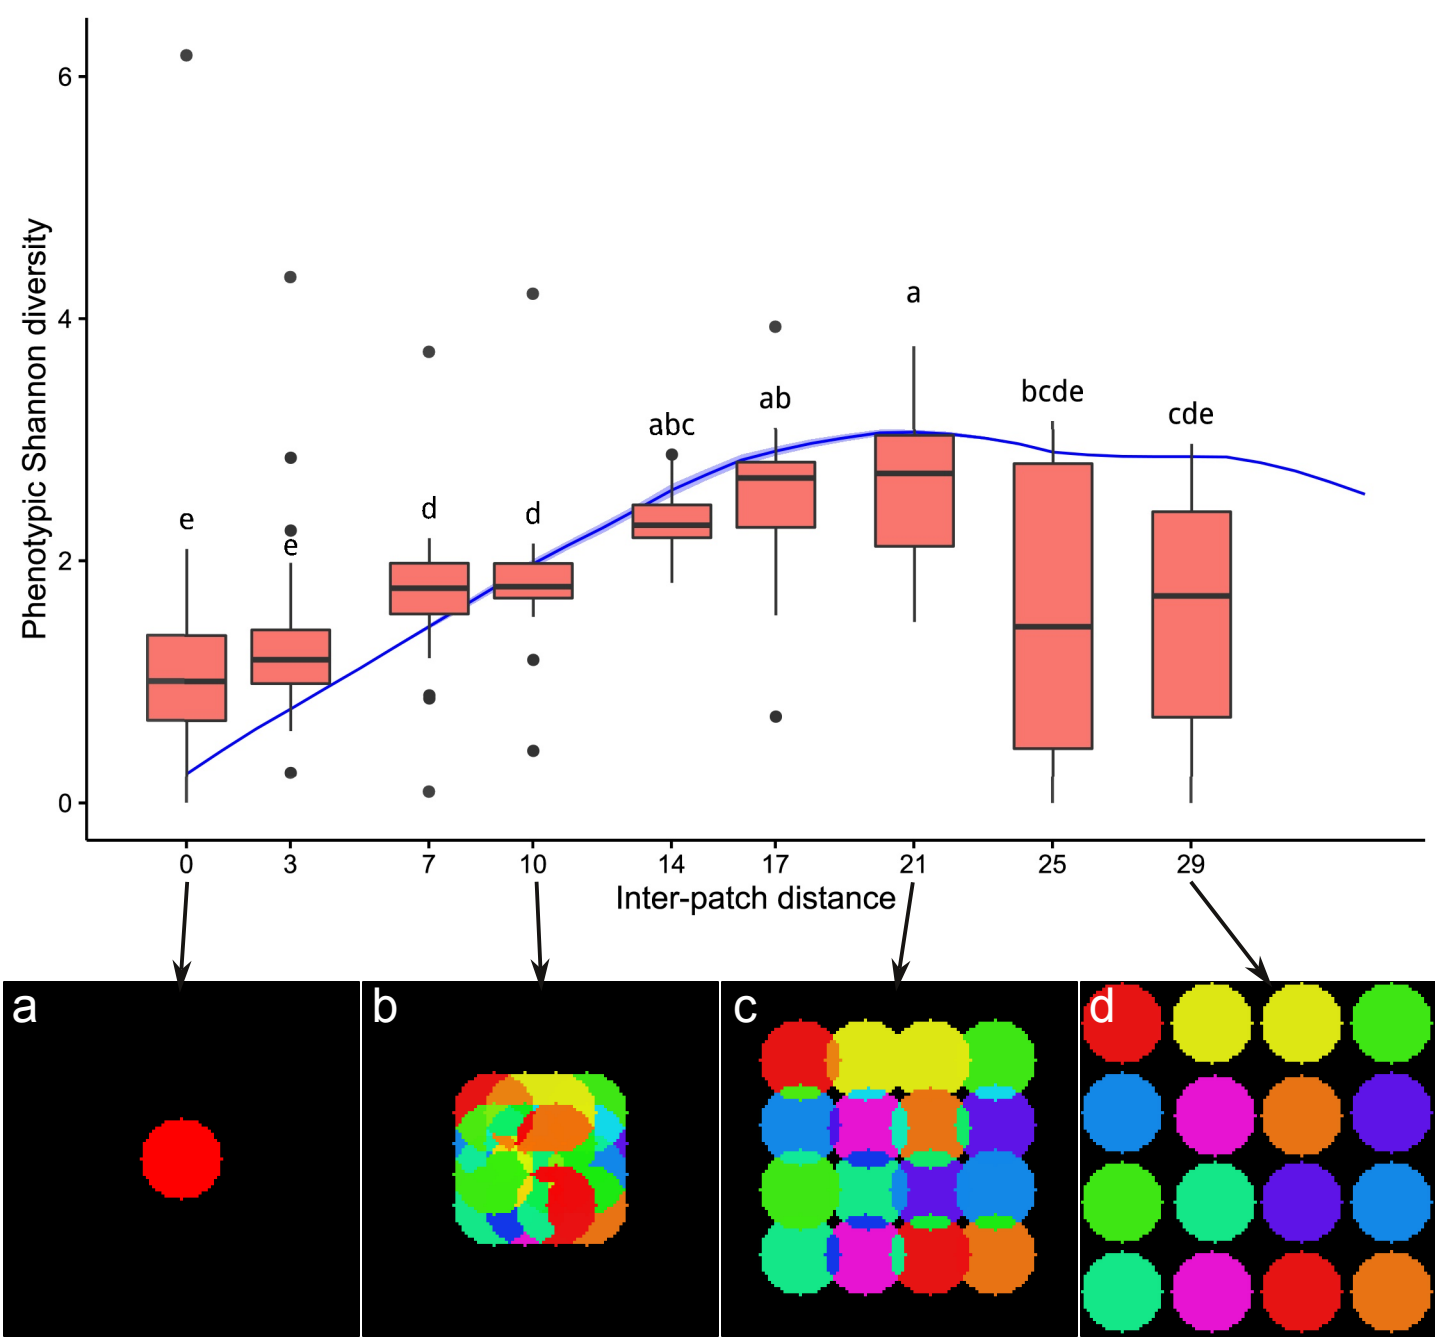 Phenotypic Shannon diversity
6
4
2
0
e
e
d
d
abc
ab
a
bcde
cde
0 3 7 10 14 17 21 25 29
Inter-patch distance
a b c d